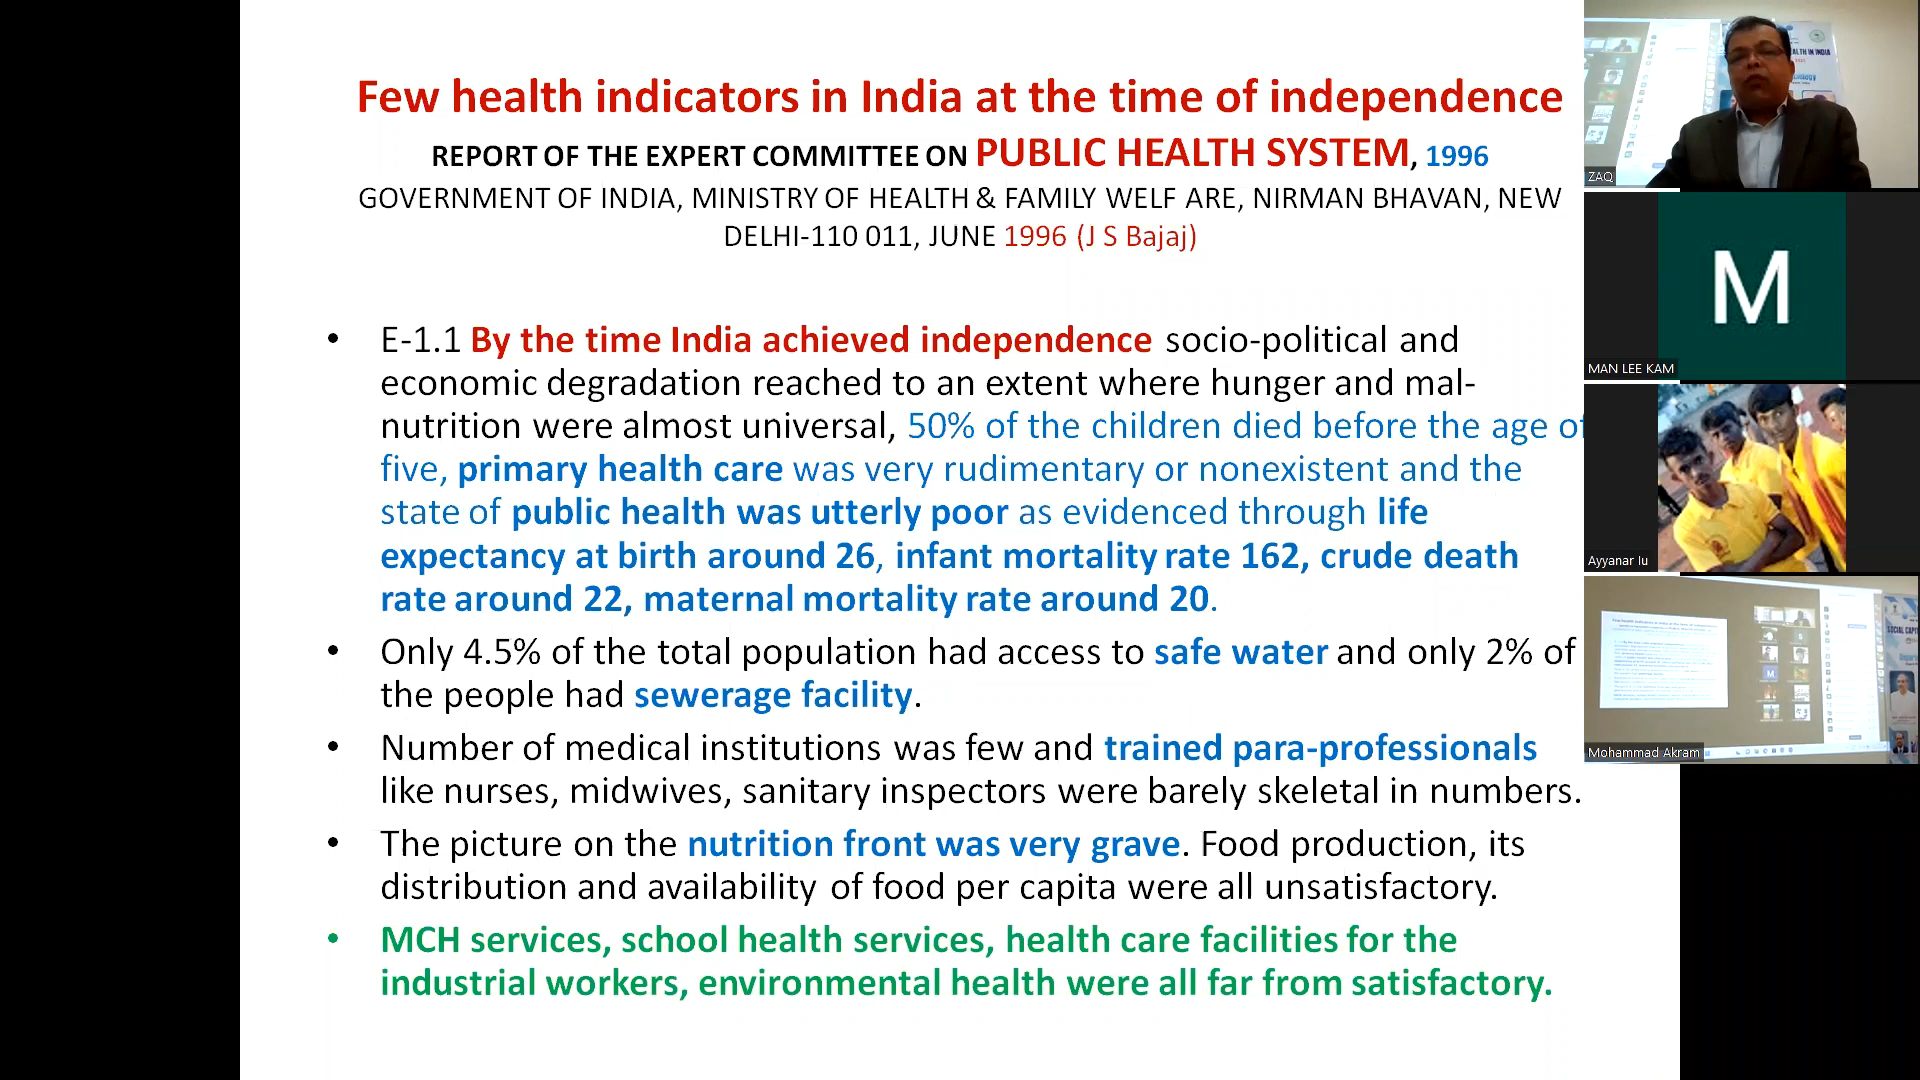 Few health indicators in India at the time of independence
REPORT OF THE EXPERT COMMITTEE ON PUBLIC HEALTH SYSTEM, 1996
GOVERNMENT OF INDIA, MINISTRY OF HEALTH & FAMILY WELF ARE, NIRMAN BHAVAN, NEW
DELHI-110 011, JUNE 1996 (J S Bajaj)
• E-1.1 By the time India achieved independence socio-political and
economic degradation reached to an extent where hunger and mal-
nutrition were almost universal, 50% of the children died before the age of
five, primary health care was very rudimentary or nonexistent and the
state of public health was utterly poor as evidenced through life
expectancy at birth around 26, infant mortality rate 162, crude death
rate around 22, maternal mortality rate around 20.
• Only 4.5% of the total population had access to safe water and only 2% of
the people had sewerage facility.
• Number of medical institutions was few and trained para-professionals
like nurses, midwives, sanitary inspectors were barely skeletal in numbers.
• The picture on the nutrition front was very grave. Food production, its
distribution and availability of food per capita were all unsatisfactory.
• MCH services, school health services, health care facilities for the
industrial workers, environmental health were all far from satisfactory.
ZAQ
M
MAN LEE KAM
Ayyanar lu
SOCIAL CAPI
Mohammad Akram